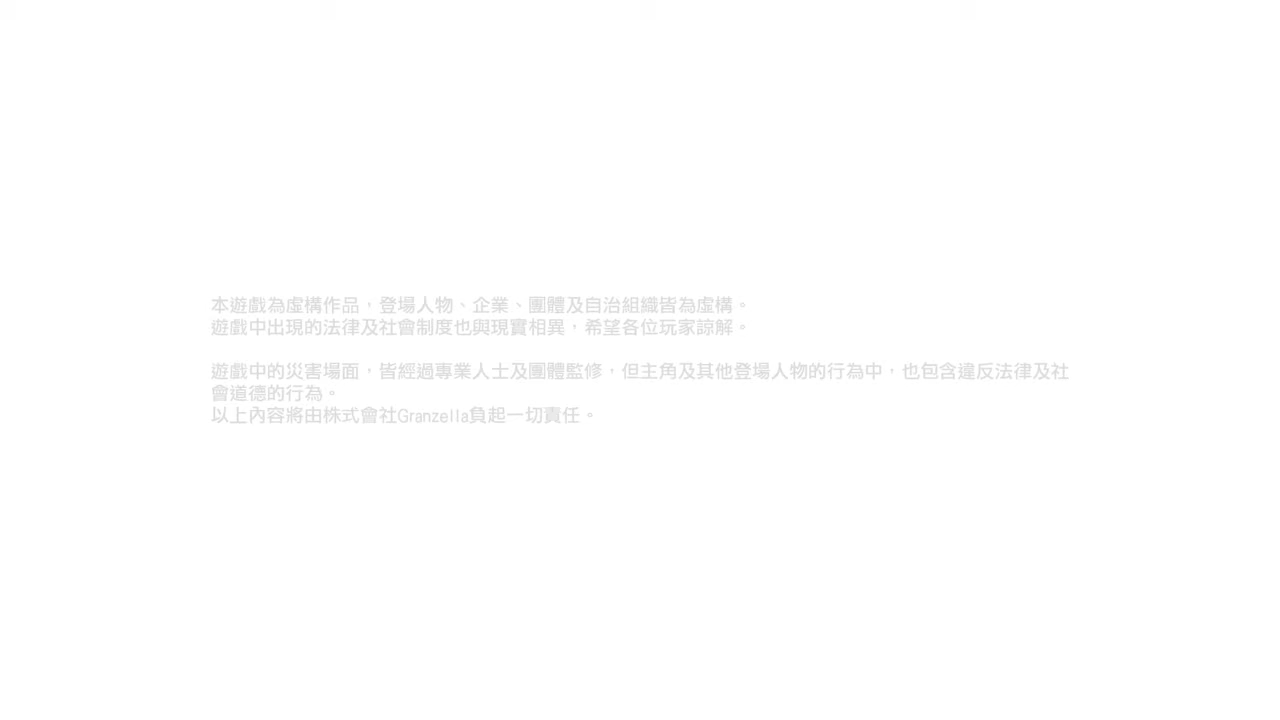 本遊戲為虛構作品，登場人物、企業、團體及自治組織皆為虛構。
遊戲中出現的法律及社會制度也與現實相異，希望各位玩家諒解。
遊戲中的災害場面，皆經過專業人士及團體監修，但主角及其他登場人物的行為中，也包含違反法律及社
會道德的行為。
以上內容將由株式會社Granzella負起一切責任。